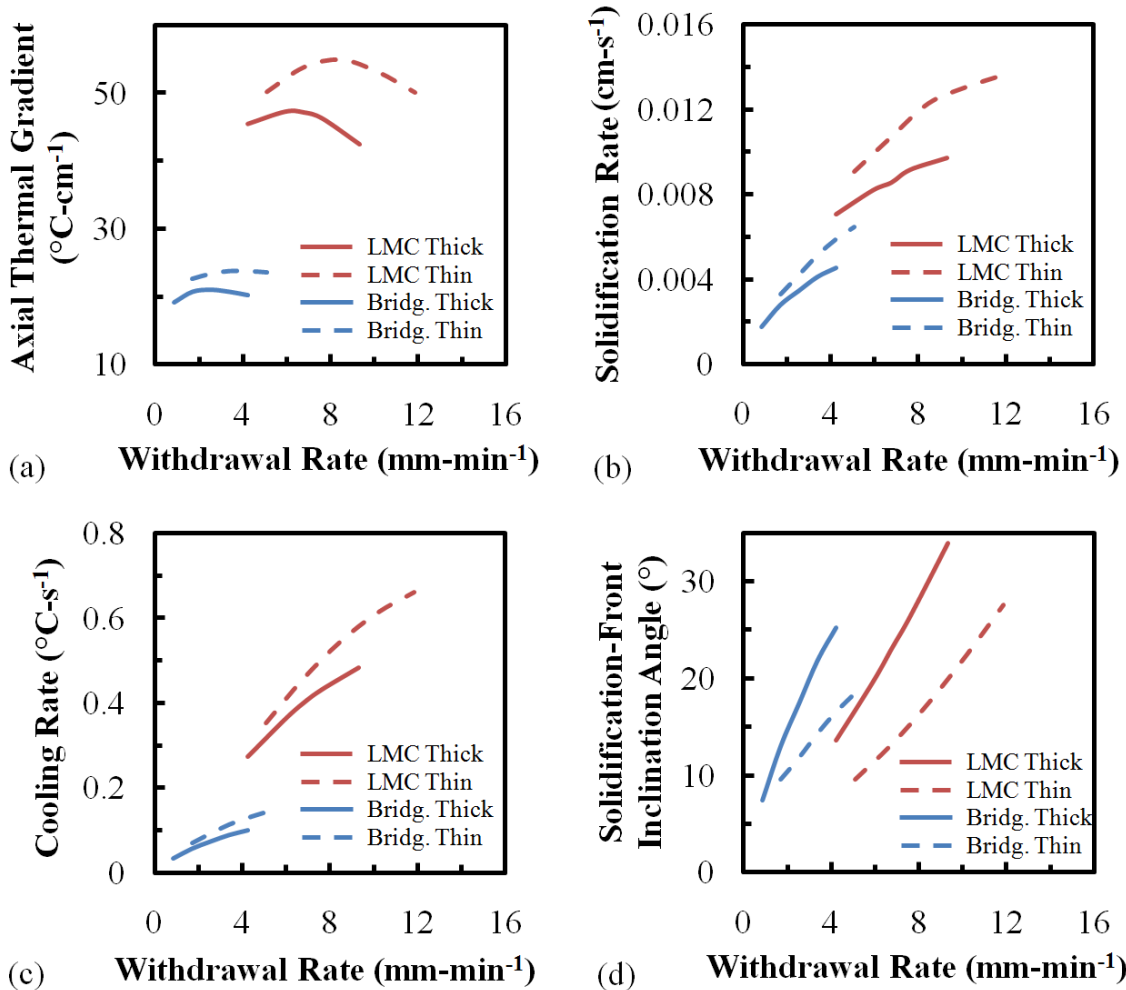 Axial Thermal Gradient
(°C-cm⁻¹)
50
30
10
LMC Thick
LMC Thin
Bridg. Thick
Bridg. Thin
0 4 8 12 16
(a) Withdrawal Rate (mm-min⁻¹)
Solidification Rate (cm-s⁻¹)
0.016
0.012
0.008
0.004
0
LMC Thick
LMC Thin
Bridg. Thick
Bridg. Thin
0 4 8 12 16
(b) Withdrawal Rate (mm-min⁻¹)
Cooling Rate (°C-s⁻¹)
0.8
0.6
0.4
0.2
0
LMC Thick
LMC Thin
Bridg. Thick
Bridg. Thin
0 4 8 12 16
(c) Withdrawal Rate (mm-min⁻¹)
Solidification-Front
Inclination Angle (°)
30
20
10
0
LMC Thick
LMC Thin
Bridg. Thick
Bridg. Thin
0 4 8 12 16
(d) Withdrawal Rate (mm-min⁻¹)